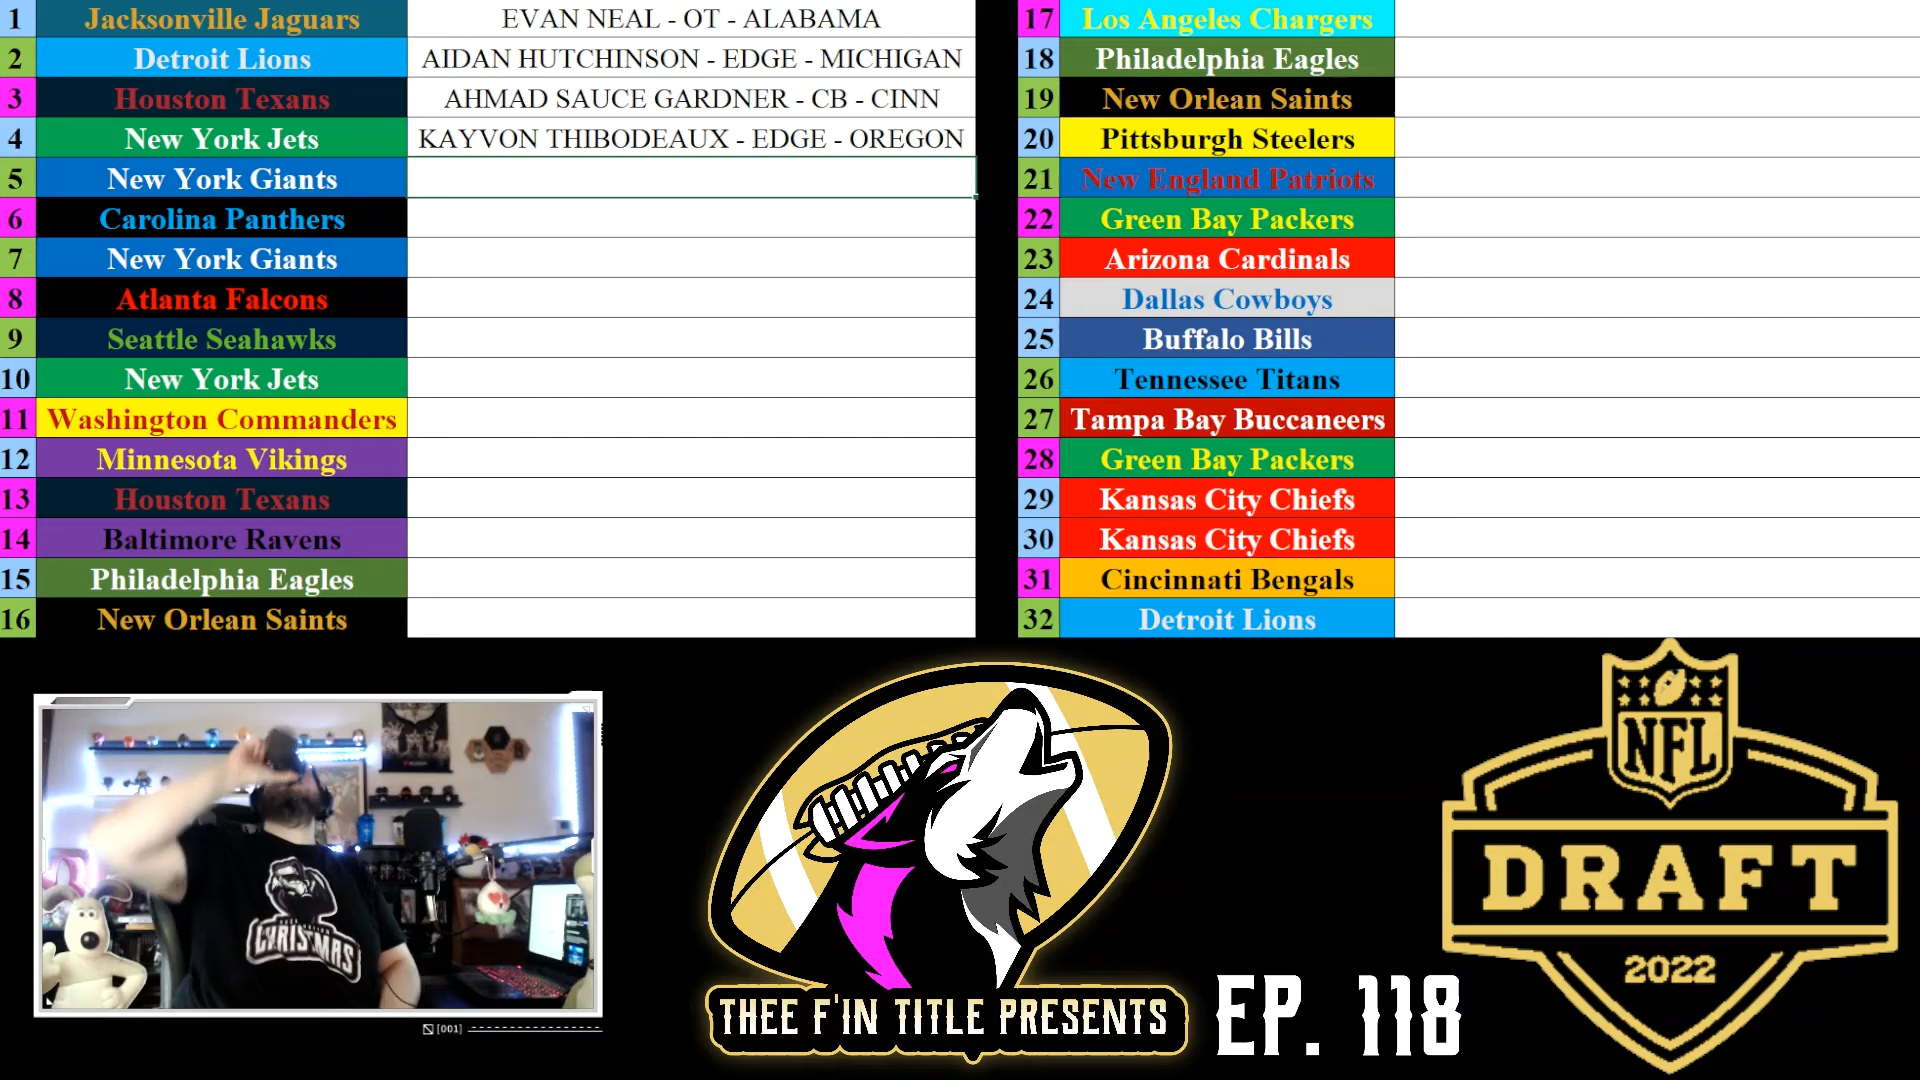 1 Jacksonville Jaguars EVAN NEAL - OT - ALABAMA
2 Detroit Lions AIDAN HUTCHINSON - EDGE - MICHIGAN
3 Houston Texans AHMAD SAUCE GARDNER - CB - CINN
4 New York Jets KAYVON THIBODEAUX - EDGE - OREGON
5 New York Giants
6 Carolina Panthers
7 New York Giants
8 Atlanta Falcons
9 Seattle Seahawks
10 New York Jets
11 Washington Commanders
12 Minnesota Vikings
13 Houston Texans
14 Baltimore Ravens
15 Philadelphia Eagles
16 New Orlean Saints
17 Los Angeles Chargers
18 Philadelphia Eagles
19 New Orlean Saints
20 Pittsburgh Steelers
21 New England Patriots
22 Green Bay Packers
23 Arizona Cardinals
24 Dallas Cowboys
25 Buffalo Bills
26 Tennessee Titans
27 Tampa Bay Buccaneers
28 Green Bay Packers
29 Kansas City Chiefs
30 Kansas City Chiefs
31 Cincinnati Bengals
32 Detroit Lions
CHRISTMAS
[001]
THEE F'IN TITLE PRESENTS
EP. 118
NFL
DRAFT
2022